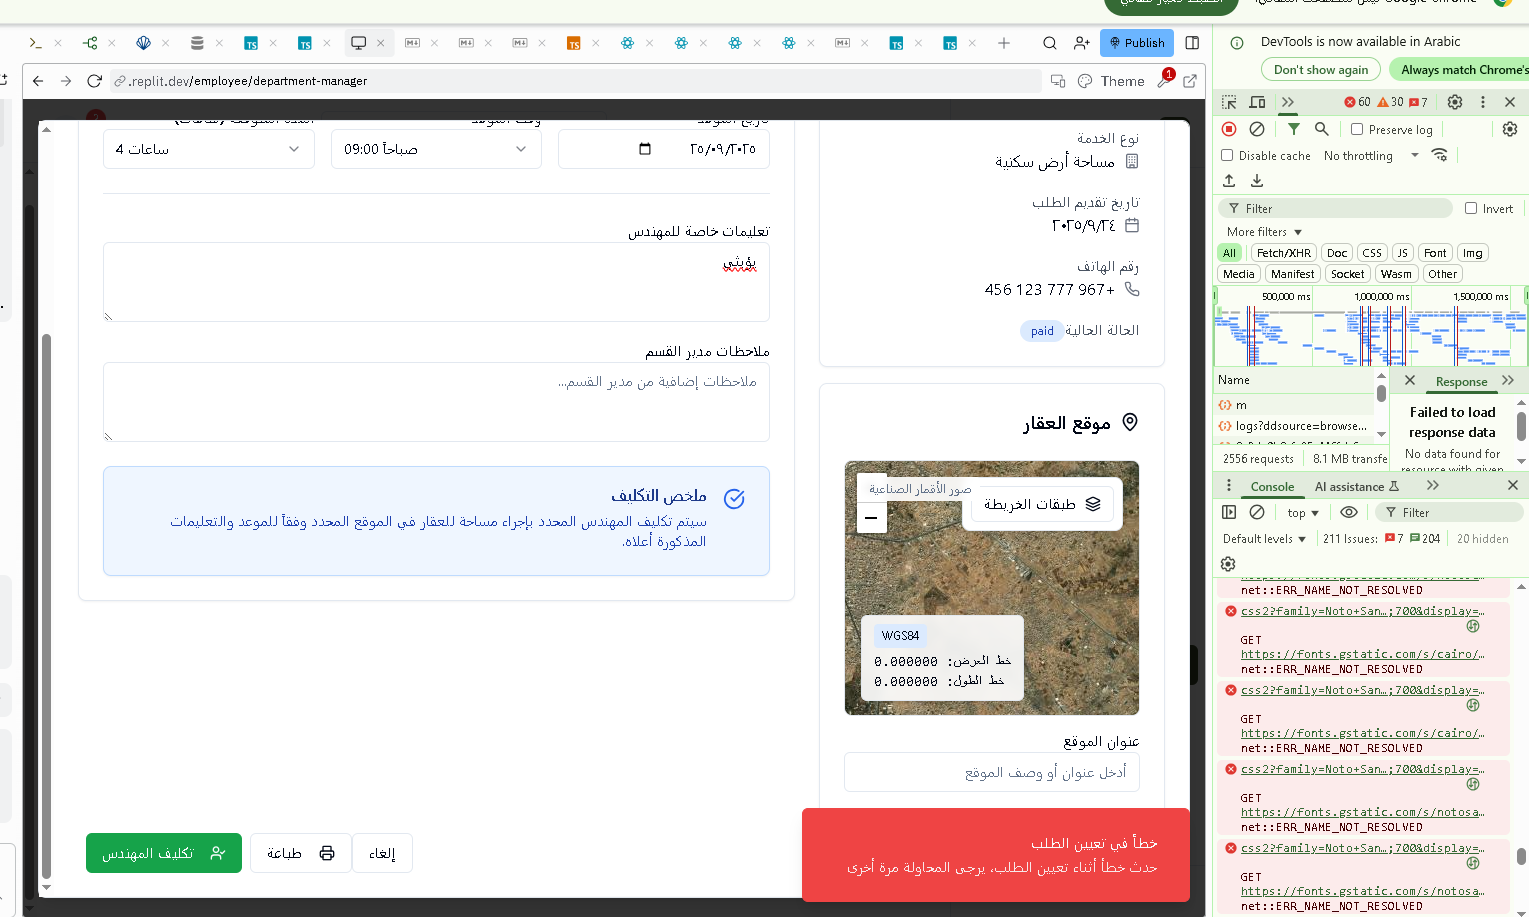 Publish
.replit.dev/employee/department-manager
Theme
1
نوع الخدمة
مساحة أرض سكنية
تاريخ تقديم الطلب
٢٠٢٥/٩/٢٤
رقم الهاتف
+967 777 123 456
الحالة الحالية
paid
موقع العقار
صور الأقمار الصناعية
طبقات الخريطة
WGS84
خط العرض: 0.000000
خط الطول: 0.000000
عنوان الموقع
أدخل عنوان أو وصف الموقع
٢٥/٠٩/٢٠٢٥
09:00 صباحاً
4 ساعات
تعليمات خاصة للمهندس
يؤيثي
ملاحظات مدير القسم
ملاحظات إضافية من مدير القسم...
ملخص التكليف
سيتم تكليف المهندس المحدد بإجراء مساحة للعقار في الموقع المحدد وفقاً للموعد والتعليمات
المذكورة أعلاه.
إلغاء
طباعة
تكليف المهندس
خطأ في تعيين الطلب
حدث خطأ أثناء تعيين الطلب، يرجى المحاولة مرة أخرى
DevTools is now available in Arabic
Don't show again
Always match Chrome's
60 30 7
Preserve log
Disable cache
No throttling
Filter
Invert
More filters
All Fetch/XHR Doc CSS JS Font Img
Media Manifest Socket Wasm Other
500,000 ms 1,000,000 ms 1,500,000 ms
Name
m
logs?ddsource=browse...
Response
Failed to load
response data
No data found for
2556 requests
8.1 MB transfe
Console
AI assistance
top
Filter
Default levels
211 Issues: 7 204
20 hidden
net::ERR_NAME_NOT_RESOLVED
css2?family=Noto+San…;700&display=…
GET
https://fonts.gstatic.com/s/cairo/…
net::ERR_NAME_NOT_RESOLVED
css2?family=Noto+San…;700&display=…
GET
https://fonts.gstatic.com/s/cairo/…
net::ERR_NAME_NOT_RESOLVED
css2?family=Noto+San…;700&display=…
GET
https://fonts.gstatic.com/s/notosa…
net::ERR_NAME_NOT_RESOLVED
css2?family=Noto+San…;700&display=…
GET
https://fonts.gstatic.com/s/notosa…
net::ERR_NAME_NOT_RESOLVED